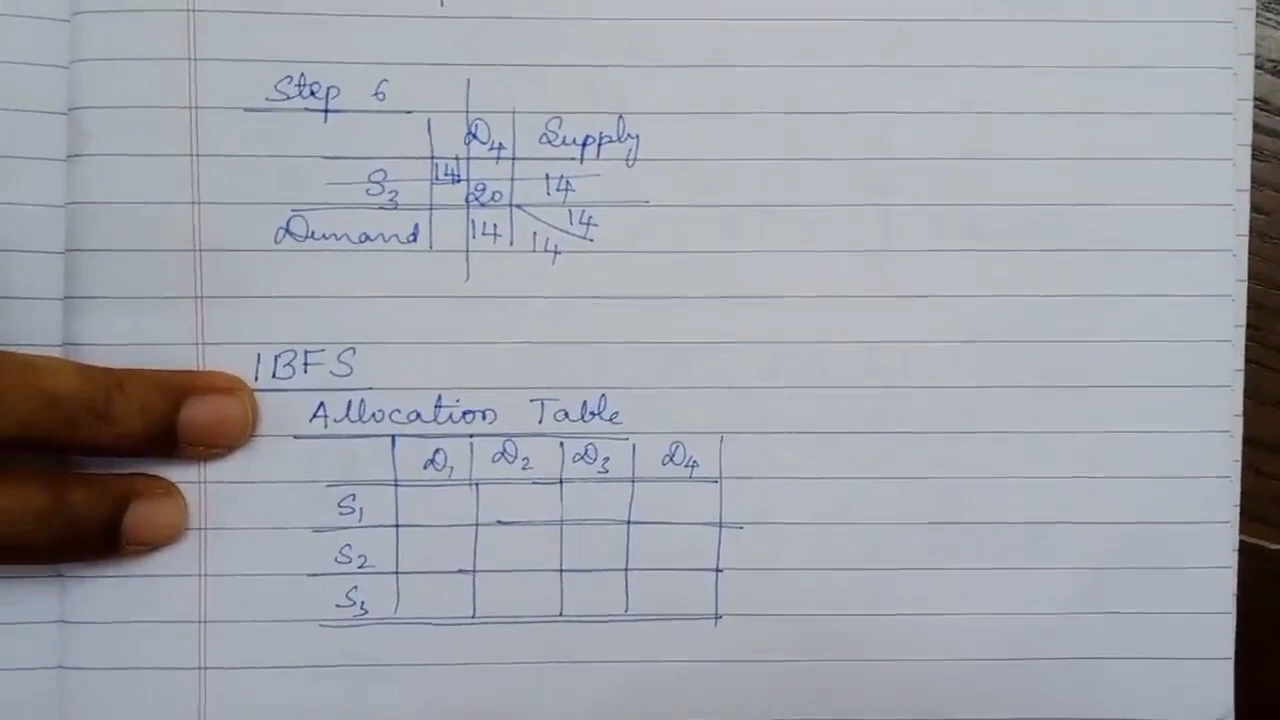 Step 6
D4 Supply
14
S3 20 14
Demand 14 14
14
IBFS
Allocation Table
D1 D2 D3 D4
S1
S2
S3